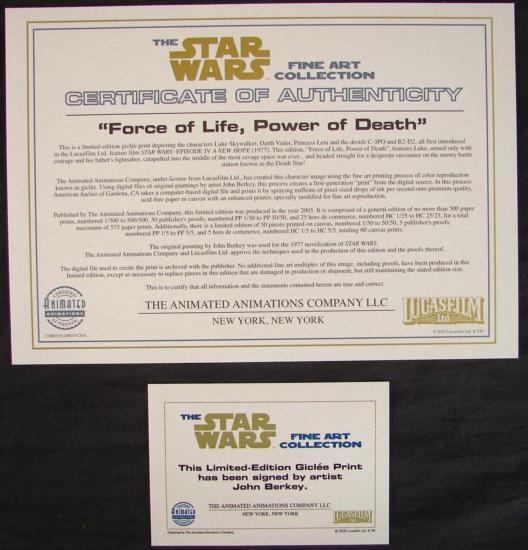 THE STAR
WARS FINE ART
COLLECTION
CERTIFICATE OF AUTHENTICITY
"Force of Life, Power of Death"
This is a limited-edition giclée print depicting the characters Luke Skywalker, Darth Vader, Princess Leia and the droids C-3PO and R2-D2, all first introduced
in the Lucasfilm Ltd. feature film STAR WARS: EPISODE IV A NEW HOPE (1977). This edition, "Force of Life, Power of Death", features Luke, armed only with
courage and his father's lightsaber, catapulted into the middle of the most savage space war ever... and headed straight for a desperate encounter on the enemy battle
station known as the Death Star!
The Animated Animations Company, under license from Lucasfilm Ltd., has created this character image using the fine art printing process of color reproduction
known as giclée. Using digital files of original paintings by artist John Berkey, this process creates a first-generation "print" from the digital source. In this process
American Atelier of Gardena, CA takes a computer-based digital file and prints it by spraying millions of pixel-sized drops of ink per second onto premium-quality,
acid-free paper or canvas with an enhanced printer, specially modified for fine art reproduction.
Published by The Animated Animations Company, this limited edition was produced in the year 2005. It is comprised of a general edition of no more than 500 paper
prints, numbered 1/500 to 500/500, 50 publisher's proofs, numbered PP 1/50 to PP 50/50, and 25 hors de commerce, numbered HC 1/25 to HC 25/25, for a total
maximum of 575 paper prints. Additionally, there is a limited edition of 50 pieces printed on canvas, numbered 1/50 to 50/50, 5 publisher's proofs,
numbered PP 1/5 to PP 5/5, and 5 hors de commerce, numbered HC 1/5 to HC 5/5, totaling 60 canvas prints.
The original painting by John Berkey was used for the 1977 novelization of STAR WARS.
The Animated Animations Company and Lucasfilm Ltd. approve the techniques used in the production of this edition and the proofs thereof.
The digital file used to create the print is archived with the publisher. No additional fine art multiples of this image, including proofs, have been produced in this
limited edition, except as necessary to replace pieces in this edition that are damaged in production or shipment, but still maintaining the stated edition size.
This is to certify that all information and the statements contained herein are true and correct.
CERTIFIED
ANIMATED
ANIMATIONS
AUTHENTIC
THE ANIMATED ANIMATIONS COMPANY LLC
NEW YORK, NEW YORK
LUCASFILM
Ltd
© 2005 Lucasfilm Ltd. & TM
THE STAR
WARS FINE ART
COLLECTION
This Limited-Edition Giclée Print
has been signed by artist
John Berkey.
ANIMATED
ANIMATIONS
THE ANIMATED ANIMATIONS COMPANY LLC
NEW YORK, NEW YORK
LUCASFILM
Ltd
Published by The Animated Animations Company
© 2005 Lucasfilm Ltd. & TM